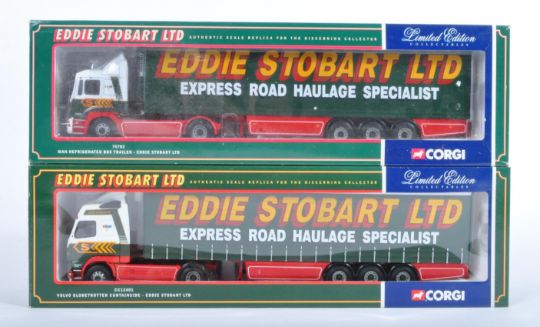 EDDIE STOBART LTD
AUTHENTIC SCALE REPLICA FOR THE DISCERNING COLLECTOR
Limited Edition
COLLECTABLES
EDDIE STOBART LTD
EXPRESS ROAD HAULAGE SPECIALIST
S
MAN REFRIGERATED BOX TRAILER - EDDIE STOBART LTD
CORGI
EDDIE STOBART LTD
AUTHENTIC SCALE REPLICA FOR THE DISCERNING COLLECTOR
Limited Edition
COLLECTABLES
EDDIE STOBART LTD
EXPRESS ROAD HAULAGE SPECIALIST
S
VOLVO GLOBETROTTER CURTAINSIDE - EDDIE STOBART LTD
CORGI